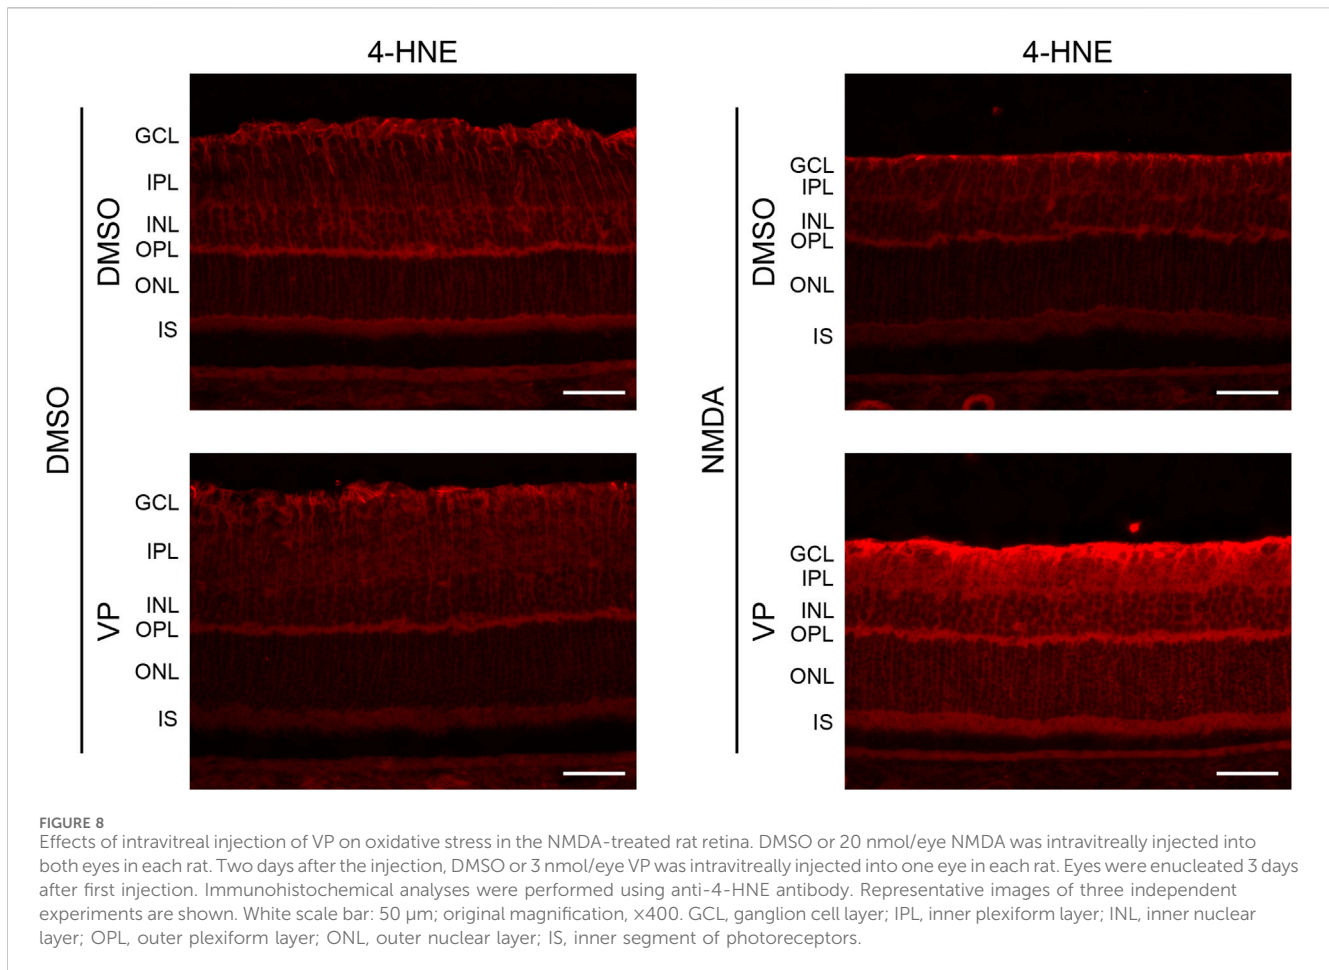 4-HNE
4-HNE
DMSO
DMSO
GCL
IPL
INL
OPL
ONL
IS
VP
GCL
IPL
INL
OPL
ONL
IS
NMDA
DMSO
GCL
IPL
INL
OPL
ONL
IS
VP
GCL
IPL
INL
OPL
ONL
IS
FIGURE 8
Effects of intravitreal injection of VP on oxidative stress in the NMDA-treated rat retina. DMSO or 20 nmol/eye NMDA was intravitreally injected into
both eyes in each rat. Two days after the injection, DMSO or 3 nmol/eye VP was intravitreally injected into one eye in each rat. Eyes were enucleated 3 days
after first injection. Immunohistochemical analyses were performed using anti-4-HNE antibody. Representative images of three independent
experiments are shown. White scale bar: 50 μm; original magnification, ×400. GCL, ganglion cell layer; IPL, inner plexiform layer; INL, inner nuclear
layer; OPL, outer plexiform layer; ONL, outer nuclear layer; IS, inner segment of photoreceptors.